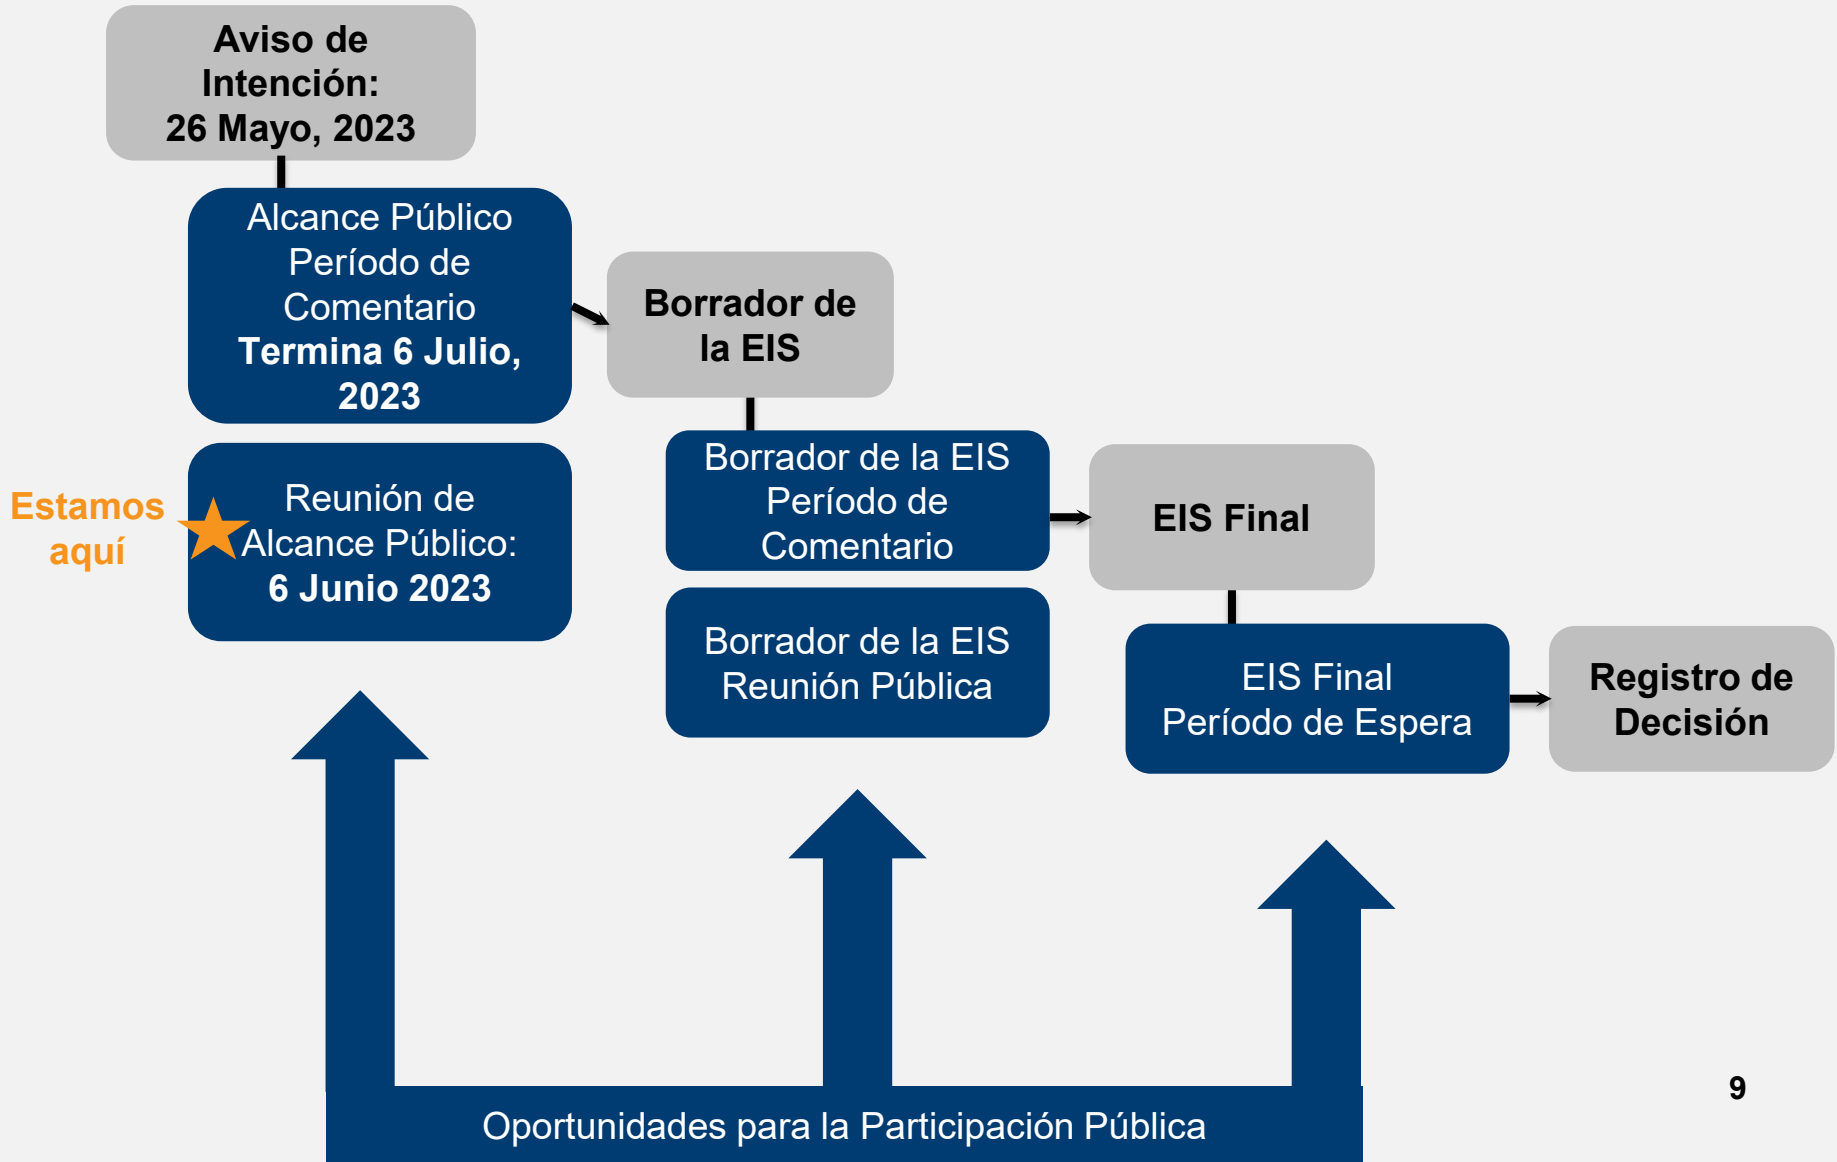 Aviso de
Intención:
26 Mayo, 2023
Alcance Público
Período de
Comentario
Termina 6 Julio,
2023
Estamos
aquí
Reunión de
Alcance Público:
6 Junio 2023
Borrador de
la EIS
Borrador de la EIS
Período de
Comentario
Borrador de la EIS
Reunión Pública
EIS Final
EIS Final
Período de Espera
Registro de
Decisión
Oportunidades para la Participación Pública
9